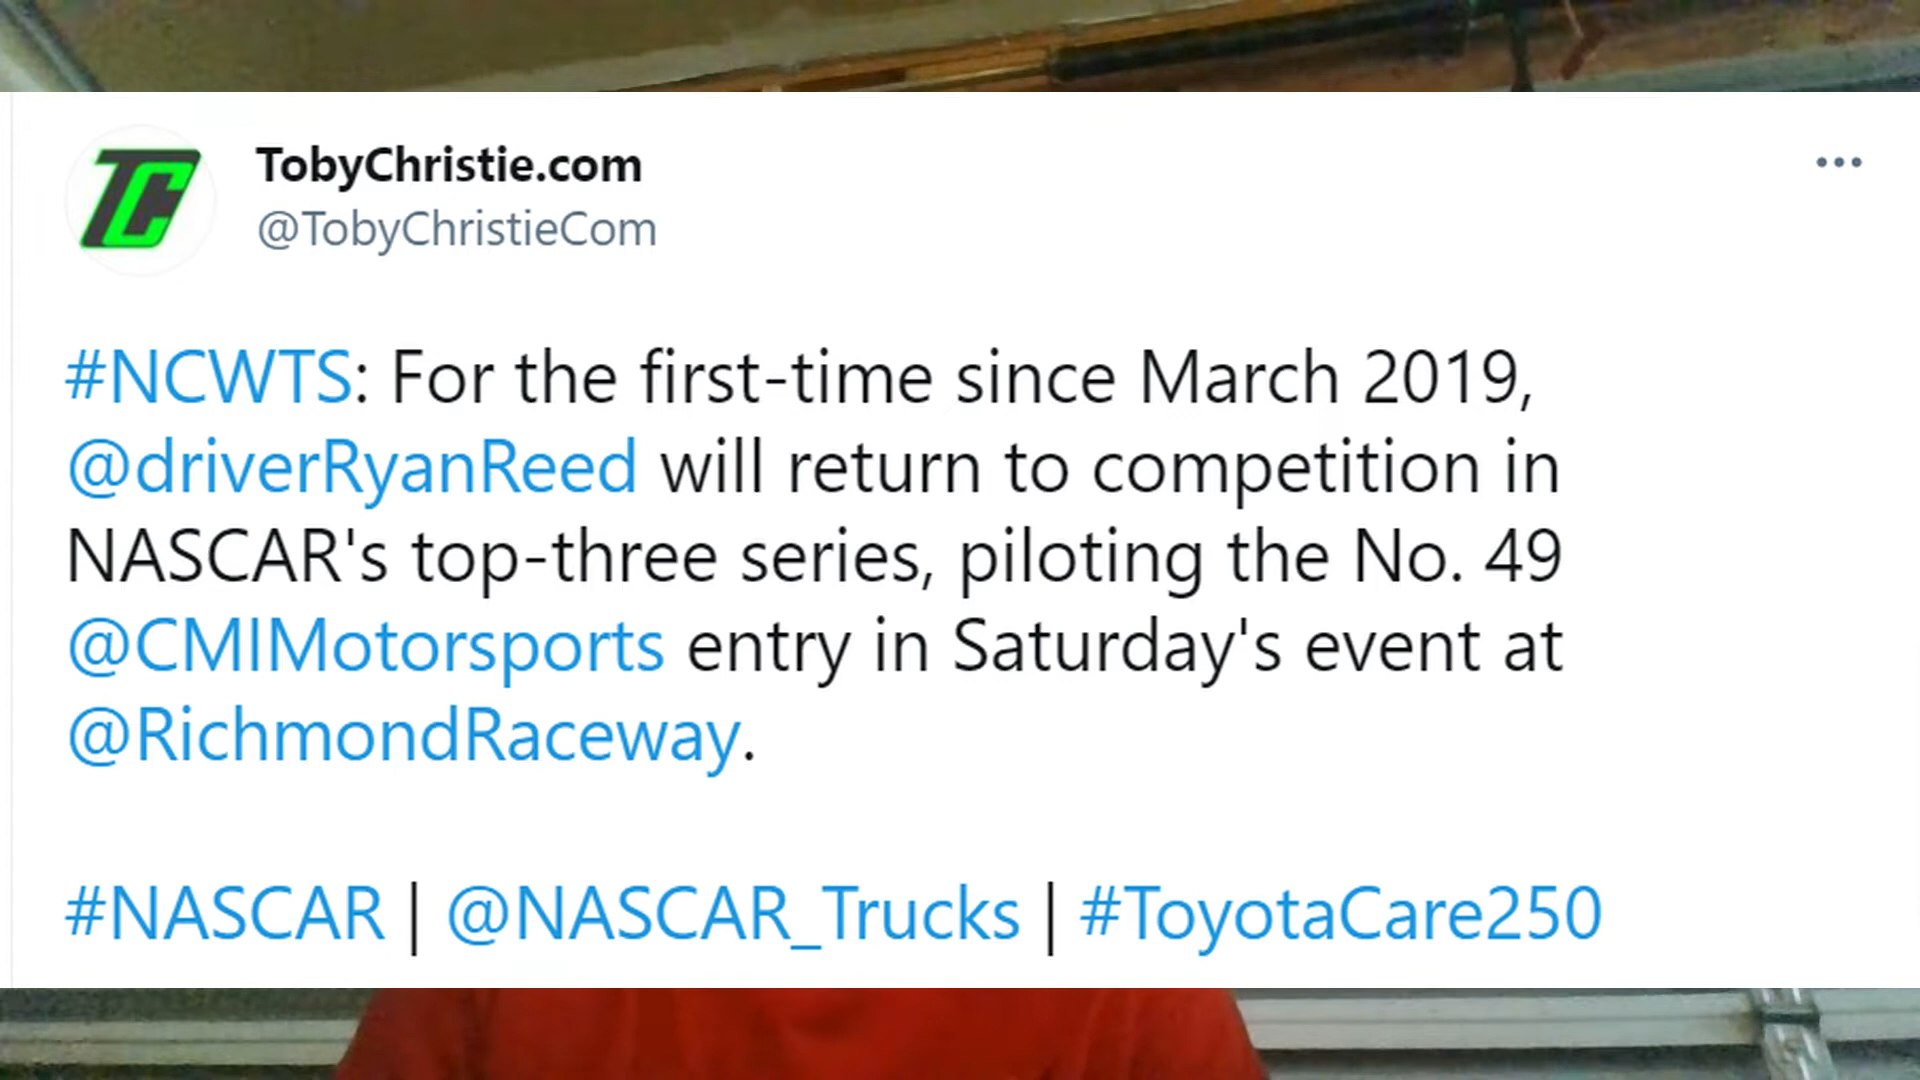 TC
TobyChristie.com
@TobyChristieCom
#NCWTS: For the first-time since March 2019,
@driverRyanReed will return to competition in
NASCAR's top-three series, piloting the No. 49
@CMIMotorsports entry in Saturday's event at
@RichmondRaceway.
#NASCAR | @NASCAR_Trucks | #ToyotaCare250